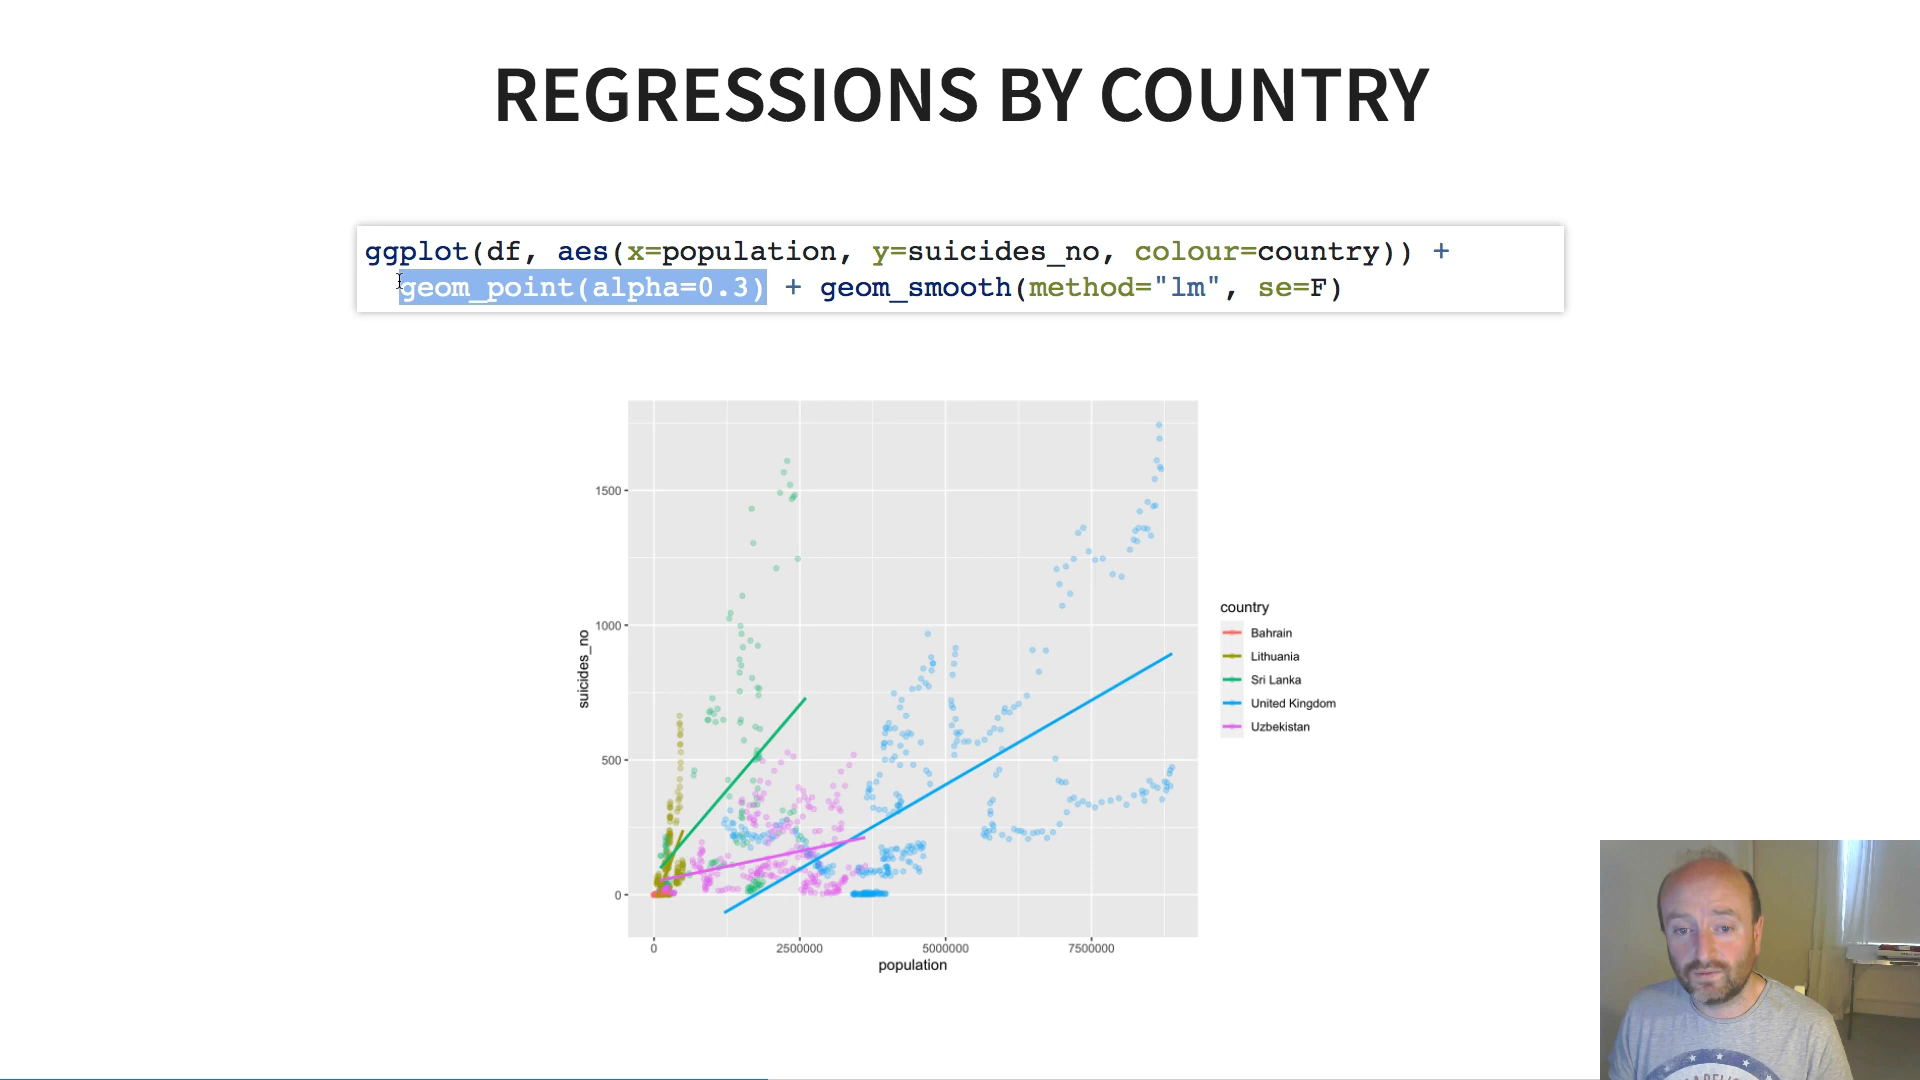 REGRESSIONS BY COUNTRY
ggplot(df, aes(x=population, y=suicides_no, colour=country)) +
geom_point(alpha=0.3) + geom_smooth(method="lm", se=F)
1500
1000
500
0
suicides_no
0 2500000 5000000 7500000
population
country
Bahrain
Lithuania
Sri Lanka
United Kingdom
Uzbekistan